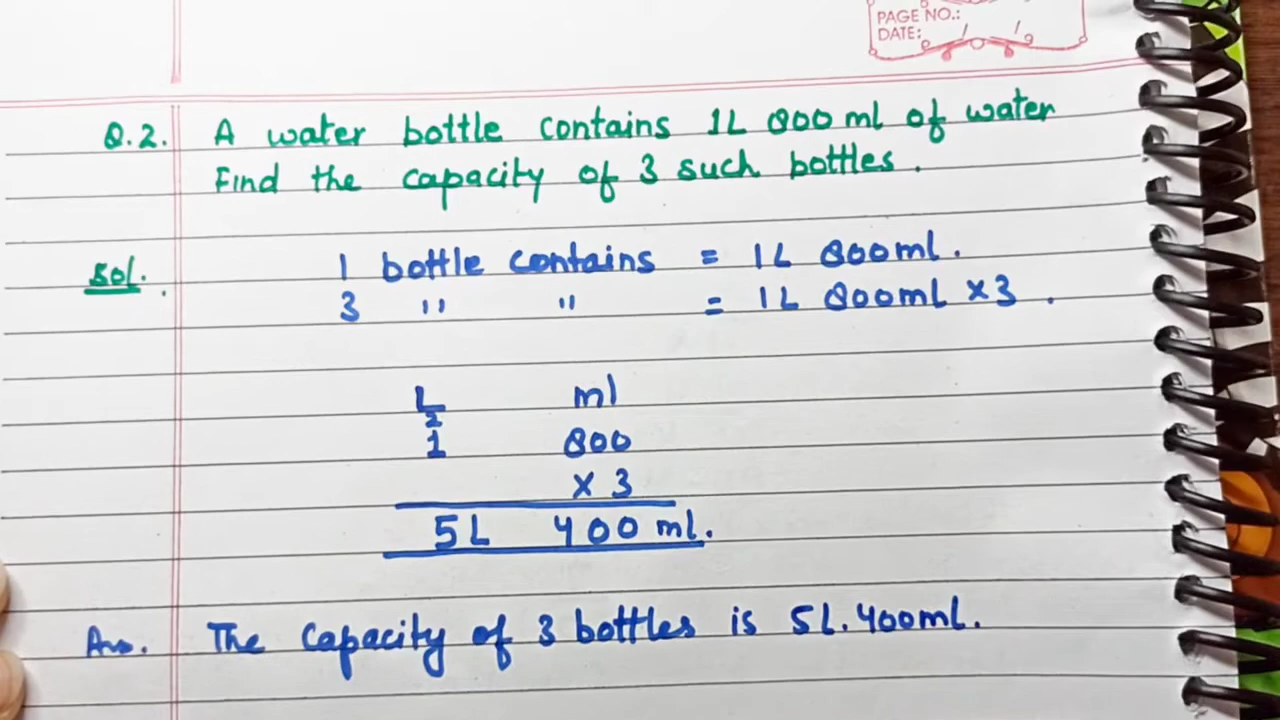 PAGE NO.:
DATE: / /
Q.2. A water bottle contains 1L 800 ml of water
Find the capacity of 3 such bottles.
Sol. 1 bottle contains = 1L 800ml.
3 " " = 1L 800ml x3.
L ml
2
1 800
x 3
5L 400 ml.
Ans. The capacity of 3 bottles is 5L.400ml.